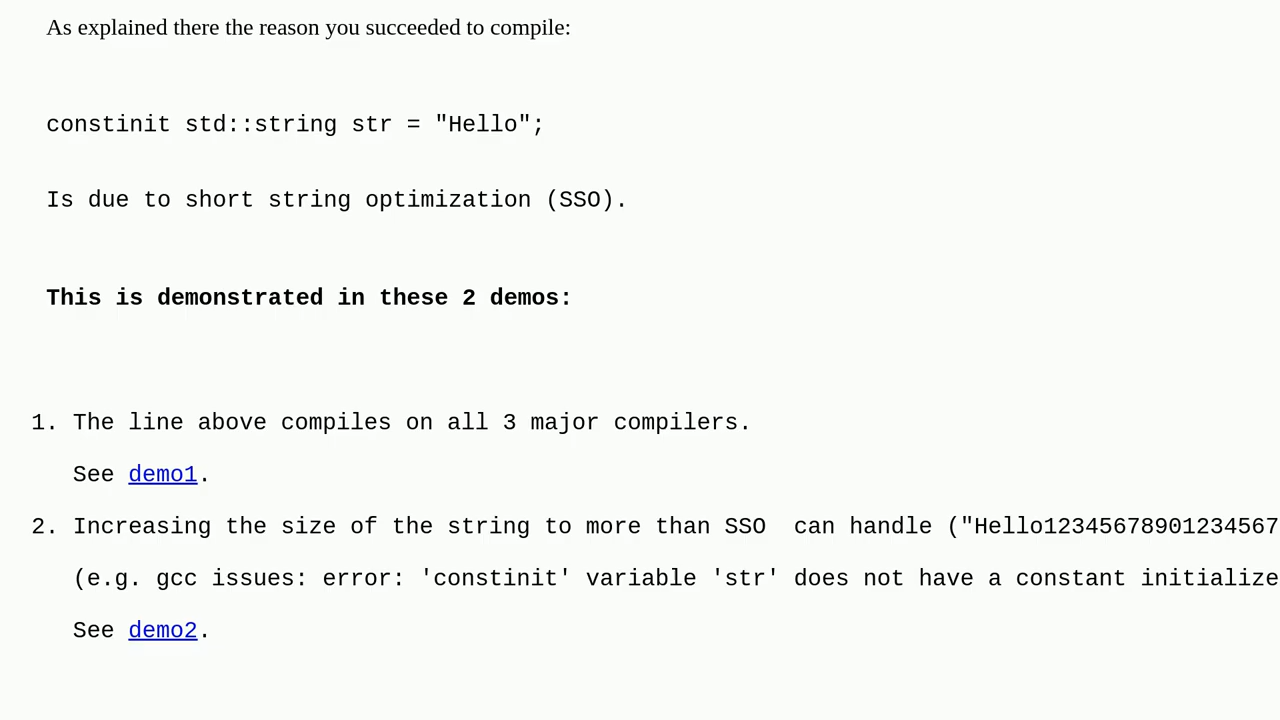 As explained there the reason you succeeded to compile:
constinit std::string str = "Hello";
Is due to short string optimization (SSO).
This is demonstrated in these 2 demos:
1. The line above compiles on all 3 major compilers.
See demo1.
2. Increasing the size of the string to more than SSO  can handle ("Hello12345678901234567
(e.g. gcc issues: error: 'constinit' variable 'str' does not have a constant initialize
See demo2.